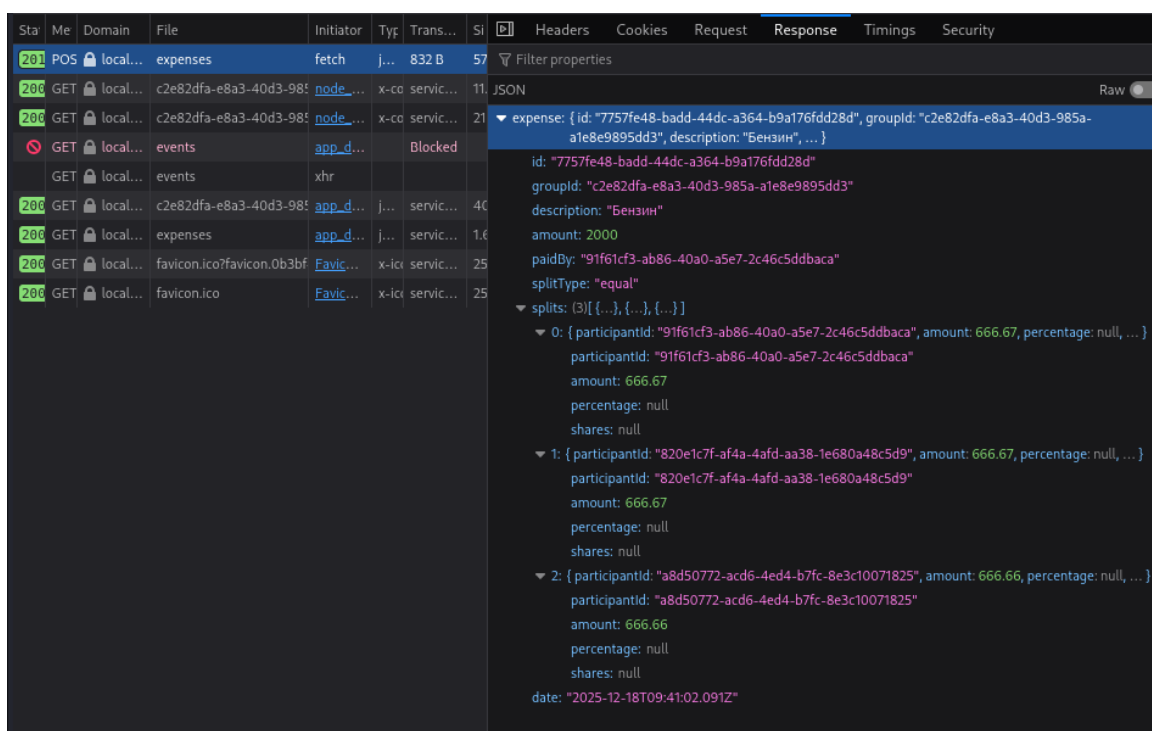 Sta Me Domain File Initiator Typ Trans... Si Headers Cookies Request Response Timings Security
201 POS local... expenses fetch j... 832 B 57
Filter properties
200 GET local... c2e82dfa-e8a3-40d3-985 node_... x-co servic... 11.
JSON Raw
200 GET local... c2e82dfa-e8a3-40d3-985 node_... x-co servic... 21
expense: { id: "7757fe48-badd-44dc-a364-b9a176fdd28d", groupId: "c2e82dfa-e8a3-40d3-985a-
a1e8e9895dd3", description: "Бензин", ... }
GET local... events app_d... Blocked
id: "7757fe48-badd-44dc-a364-b9a176fdd28d"
GET local... events xhr
groupId: "c2e82dfa-e8a3-40d3-985a-a1e8e9895dd3"
200 GET local... c2e82dfa-e8a3-40d3-985 app_d... j... servic... 40
description: "Бензин"
200 GET local... expenses app_d... j... servic... 1.6
amount: 2000
200 GET local... favicon.ico?favicon.0b3bf Favic... x-ico servic... 25
paidBy: "91f61cf3-ab86-40a0-a5e7-2c46c5ddbaca"
200 GET local... favicon.ico Favic... x-ico servic... 25
splitType: "equal"
splits: (3)[ {...}, {...}, {...} ]
0: { participantId: "91f61cf3-ab86-40a0-a5e7-2c46c5ddbaca", amount: 666.67, percentage: null, ... }
participantId: "91f61cf3-ab86-40a0-a5e7-2c46c5ddbaca"
amount: 666.67
percentage: null
shares: null
1: { participantId: "820e1c7f-af4a-4afd-aa38-1e680a48c5d9", amount: 666.67, percentage: null, ... }
participantId: "820e1c7f-af4a-4afd-aa38-1e680a48c5d9"
amount: 666.67
percentage: null
shares: null
2: { participantId: "a8d50772-acd6-4ed4-b7fc-8e3c10071825", amount: 666.66, percentage: null, ... }
participantId: "a8d50772-acd6-4ed4-b7fc-8e3c10071825"
amount: 666.66
percentage: null
shares: null
date: "2025-12-18T09:41:02.091Z"